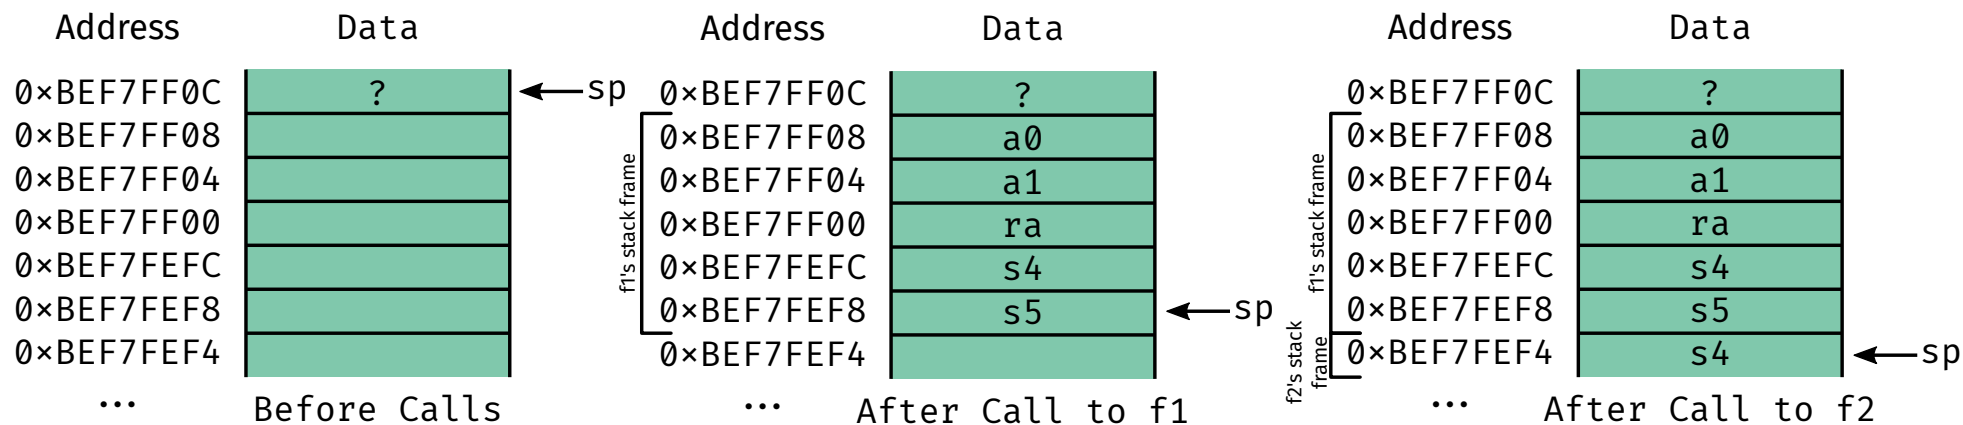 Address Data
0×BEF7FF0C ? sp
0×BEF7FF08
0×BEF7FF04
0×BEF7FF00
0×BEF7FEFC
0×BEF7FEF8
0×BEF7FEF4
...
Before Calls
Address Data
0×BEF7FF0C ?
0×BEF7FF08 a0
0×BEF7FF04 a1
0×BEF7FF00 ra
0×BEF7FEFC s4
0×BEF7FEF8 s5 sp
0×BEF7FEF4
f1's stack frame
...
After Call to f1
Address Data
0×BEF7FF0C ?
0×BEF7FF08 a0
0×BEF7FF04 a1
0×BEF7FF00 ra
0×BEF7FEFC s4
0×BEF7FEF8 s5
0×BEF7FEF4 s4 sp
f1's stack frame
f2's stack
frame
...
After Call to f2